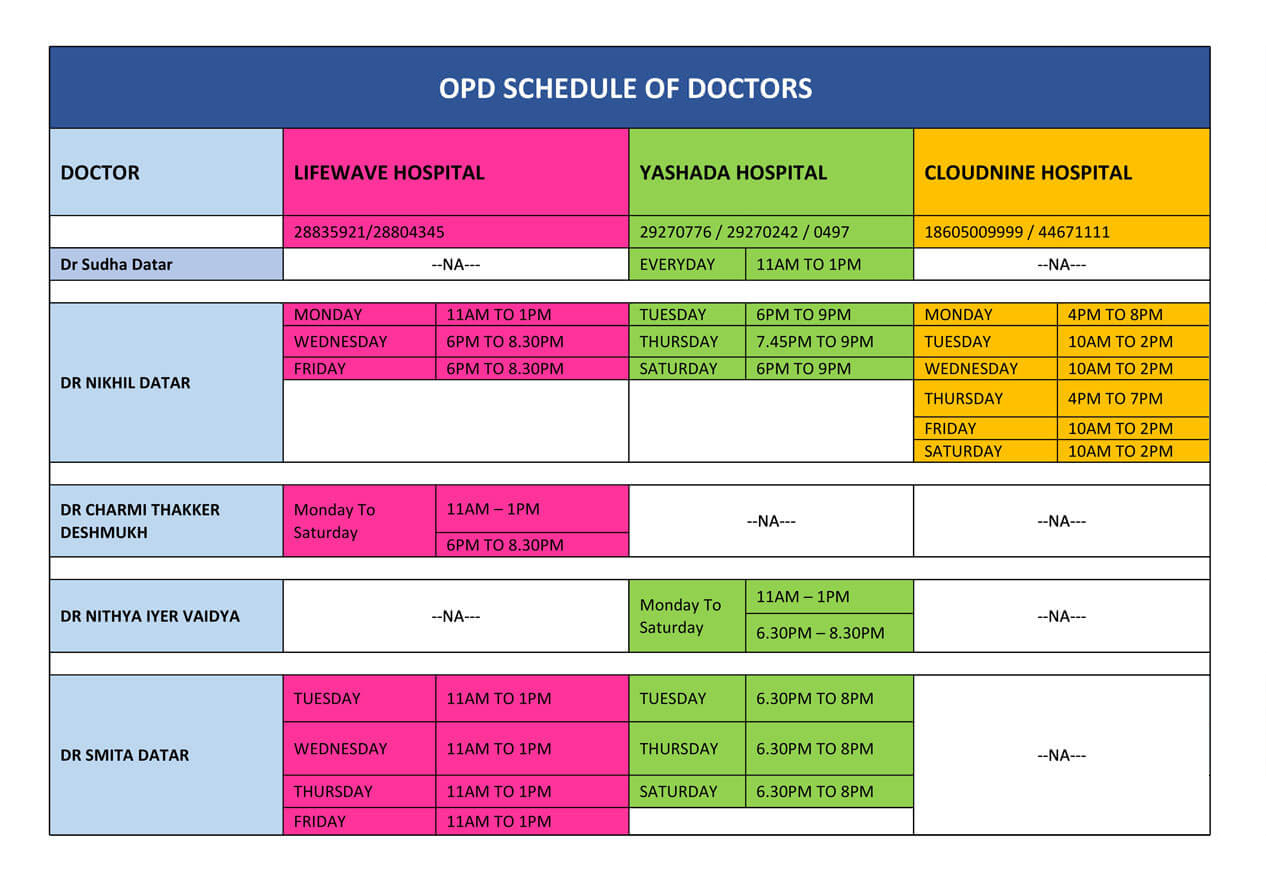 OPD SCHEDULE OF DOCTORS
DOCTOR LIFEWAVE HOSPITAL YASHADA HOSPITAL CLOUDNINE HOSPITAL
28835921/28804345 29270776 / 29270242 / 0497 18605009999 / 44671111
Dr Sudha Datar --NA--- EVERYDAY 11AM TO 1PM --NA---
DR NIKHIL DATAR
MONDAY 11AM TO 1PM TUESDAY 6PM TO 9PM MONDAY 4PM TO 8PM
WEDNESDAY 6PM TO 8.30PM THURSDAY 7.45PM TO 9PM TUESDAY 10AM TO 2PM
FRIDAY 6PM TO 8.30PM SATURDAY 6PM TO 9PM WEDNESDAY 10AM TO 2PM
THURSDAY 4PM TO 7PM
FRIDAY 10AM TO 2PM
SATURDAY 10AM TO 2PM
DR CHARMI THAKKER
DESHMUKH
Monday To
Saturday
11AM – 1PM
6PM TO 8.30PM
--NA--- --NA---
DR NITHYA IYER VAIDYA --NA---
Monday To
Saturday
11AM – 1PM
6.30PM – 8.30PM
--NA---
DR SMITA DATAR
TUESDAY 11AM TO 1PM TUESDAY 6.30PM TO 8PM
WEDNESDAY 11AM TO 1PM THURSDAY 6.30PM TO 8PM
THURSDAY 11AM TO 1PM SATURDAY 6.30PM TO 8PM
FRIDAY 11AM TO 1PM
--NA---